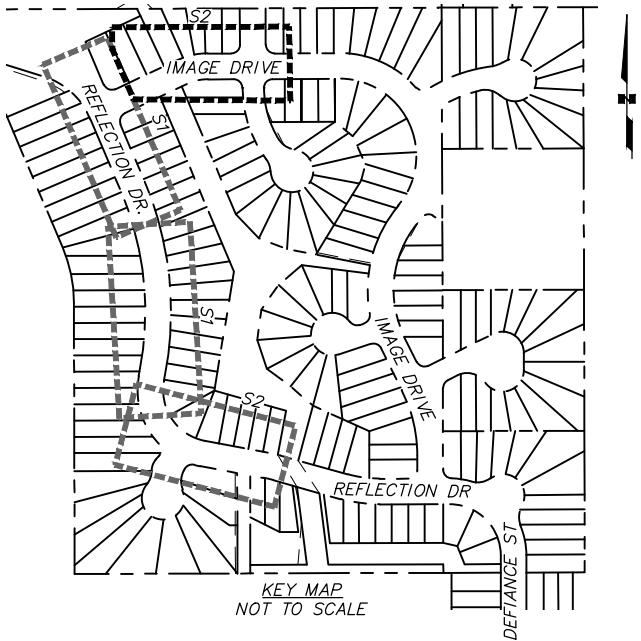 S2
IMAGE DRIVE
REFLECTION DR.
S1
S1
IMAGE DRIVE
S2
REFLECTION DR
DEFIANCE ST
KEY MAP
NOT TO SCALE